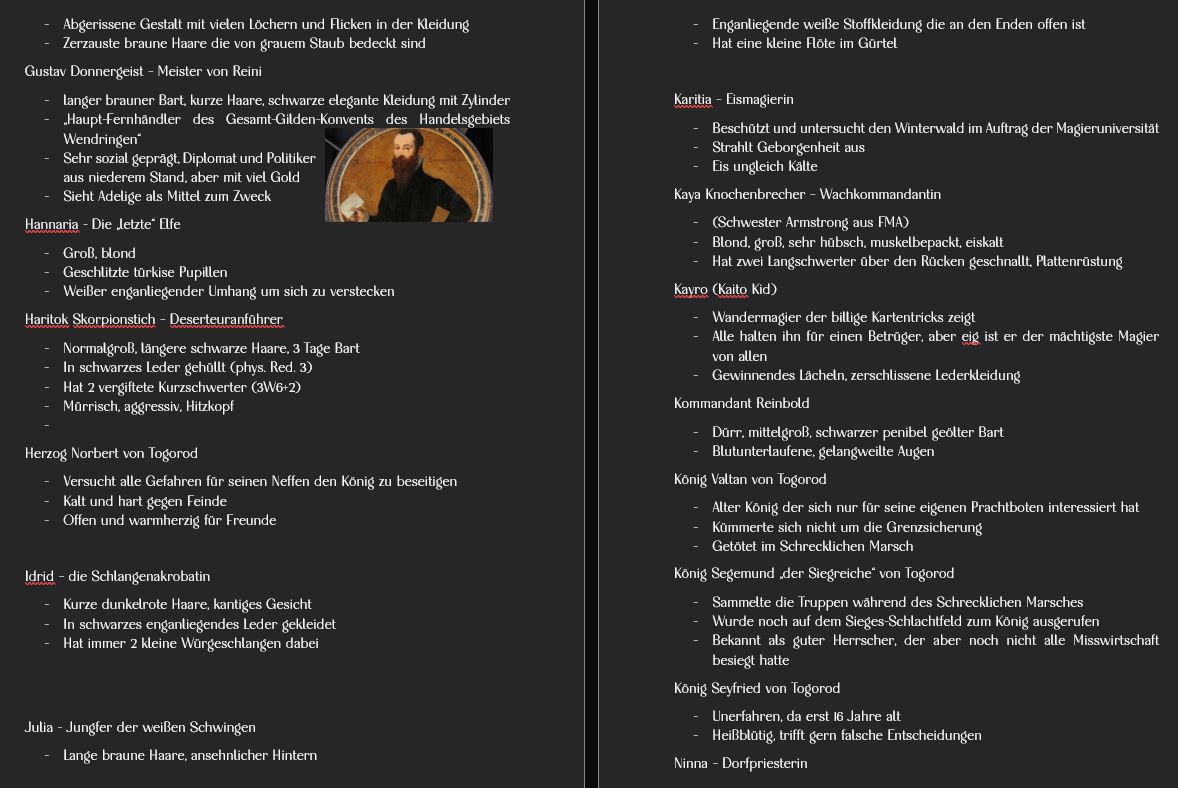 - Abgerissene Gestalt mit vielen Löchern und Flicken in der Kleidung
- Zerzauste braune Haare die von grauem Staub bedeckt sind
Gustav Donnergeist – Meister von Reini
- langer brauner Bart, kurze Haare, schwarze elegante Kleidung mit Zylinder
- „Haupt-Fernhändler des Gesamt-Gilden-Konvents des Handelsgebiets
Wendringen“
- Sehr sozial geprägt, Diplomat und Politiker
aus niederem Stand, aber mit viel Gold
- Sieht Adelige als Mittel zum Zweck
Hannaria – Die „letzte“ Elfe
- Groß, blond
- Geschlitzte türkise Pupillen
- Weißer enganliegender Umhang um sich zu verstecken
Haritok Skorpionstich – Deserteuranführer
- Normalgroß, längere schwarze Haare, 3 Tage Bart
- In schwarzes Leder gehüllt (phys. Red. 3)
- Hat 2 vergiftete Kurzschwerter (3W6+2)
- Mürrisch, aggressiv, Hitzkopf
-
Herzog Norbert von Togorod
- Versucht alle Gefahren für seinen Neffen den König zu beseitigen
- Kalt und hart gegen Feinde
- Offen und warmherzig für Freunde
Idrid – die Schlangenakrobatin
- Kurze dunkelrote Haare, kantiges Gesicht
- In schwarzes enganliegendes Leder gekleidet
- Hat immer 2 kleine Würgeschlangen dabei
Julia – Jungfer der weißen Schwingen
- Lange braune Haare, ansehnlicher Hintern
- Enganliegende weiße Stoffkleidung die an den Enden offen ist
- Hat eine kleine Flöte im Gürtel
Karitia – Eismagierin
- Beschützt und untersucht den Winterwald im Auftrag der Magieruniversität
- Strahlt Geborgenheit aus
- Eis ungleich Kälte
Kaya Knochenbrecher – Wachkommandantin
- (Schwester Armstrong aus FMA)
- Blond, groß, sehr hübsch, muskelbepackt, eiskalt
- Hat zwei Langschwerter über den Rücken geschnallt, Plattenrüstung
Kayro (Kaito Kid)
- Wandermagier der billige Kartentricks zeigt
- Alle halten ihn für einen Betrüger, aber eig ist er der mächtigste Magier
von allen
- Gewinnendes Lächeln, zerschlissene Lederkleidung
Kommandant Reinbold
- Dürr, mittelgroß, schwarzer penibel geölter Bart
- Blutunterlaufene, gelangweilte Augen
König Valtan von Togorod
- Alter König der sich nur für seine eigenen Prachtboten interessiert hat
- Kümmerte sich nicht um die Grenzsicherung
- Getötet im Schrecklichen Marsch
König Segemund „der Siegreiche“ von Togorod
- Sammelte die Truppen während des Schrecklichen Marsches
- Wurde noch auf dem Sieges-Schlachtfeld zum König ausgerufen
- Bekannt als guter Herrscher, der aber noch nicht alle Misswirtschaft
besiegt hatte
König Seyfried von Togorod
- Unerfahren, da erst 16 Jahre alt
- Heißblütig, trifft gern falsche Entscheidungen
Ninna – Dorfpriesterin